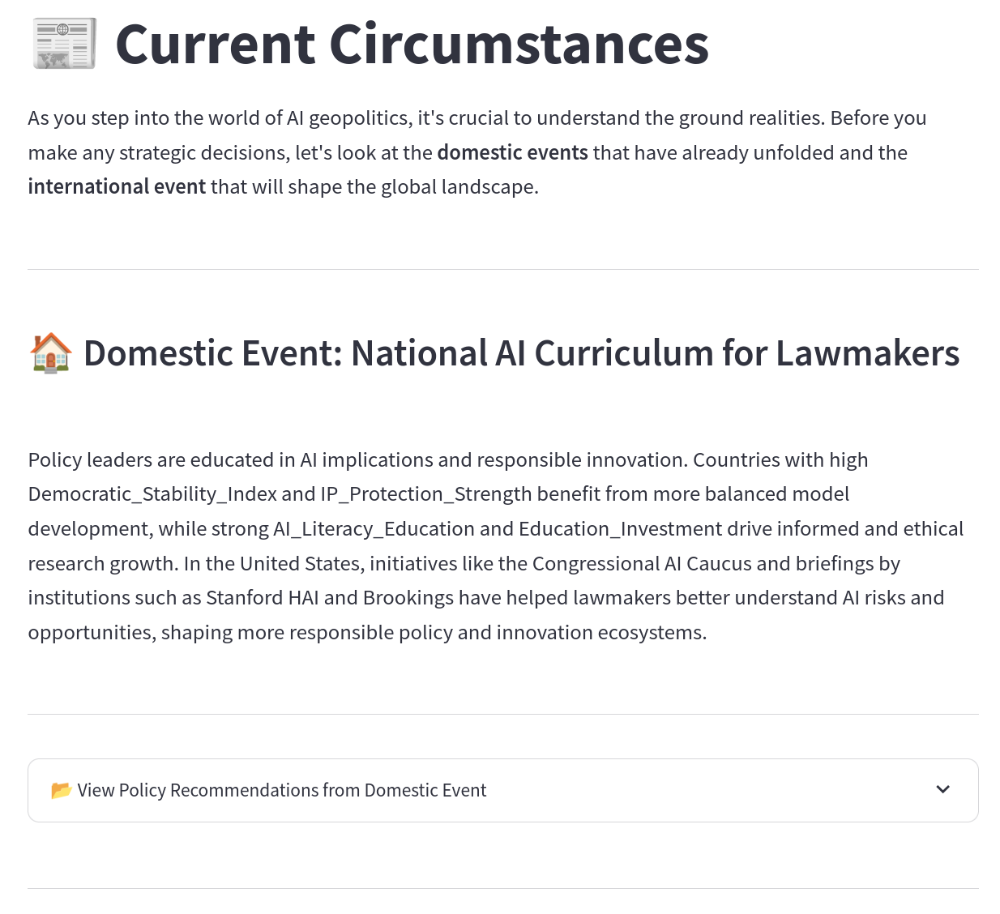 Current Circumstances
As you step into the world of AI geopolitics, it's crucial to understand the ground realities. Before you
make any strategic decisions, let's look at the domestic events that have already unfolded and the
international event that will shape the global landscape.
Domestic Event: National AI Curriculum for Lawmakers
Policy leaders are educated in AI implications and responsible innovation. Countries with high
Democratic_Stability_Index and IP_Protection_Strength benefit from more balanced model
development, while strong AI_Literacy_Education and Education_Investment drive informed and ethical
research growth. In the United States, initiatives like the Congressional AI Caucus and briefings by
institutions such as Stanford HAI and Brookings have helped lawmakers better understand AI risks and
opportunities, shaping more responsible policy and innovation ecosystems.
View Policy Recommendations from Domestic Event